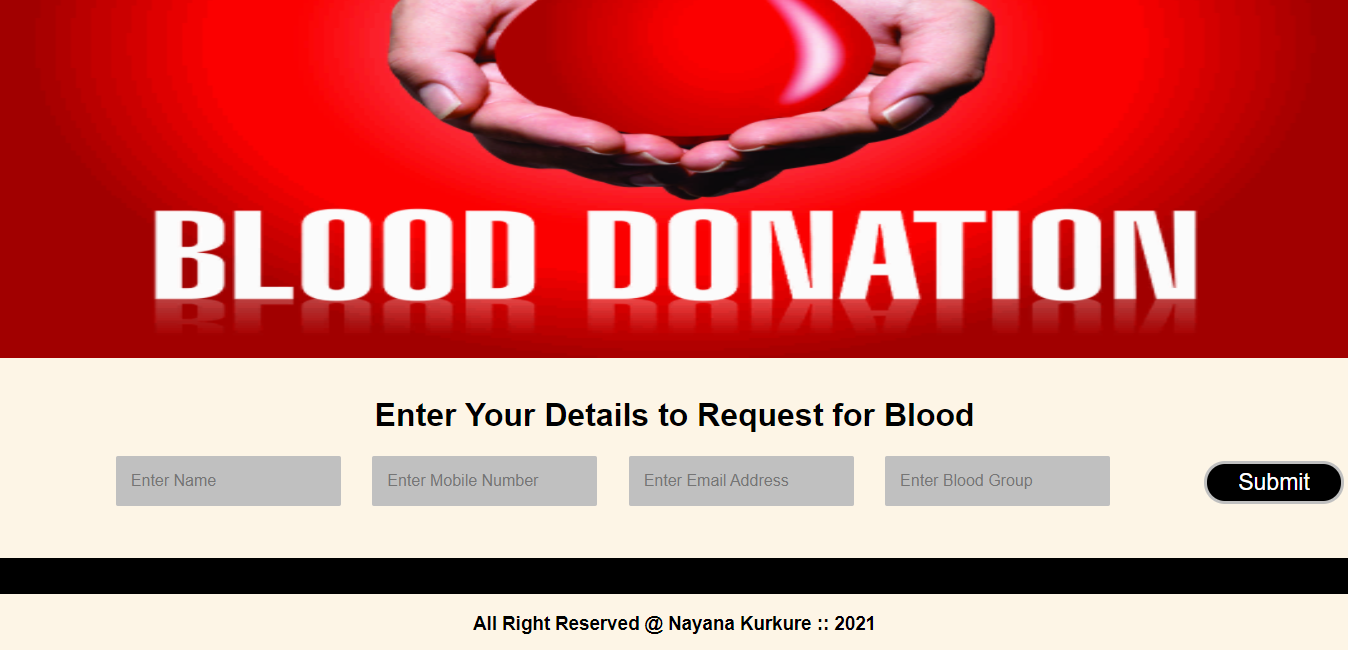 BLOOD DONATION
Enter Your Details to Request for Blood
Enter Name Enter Mobile Number Enter Email Address Enter Blood Group Submit
All Right Reserved @ Nayana Kurkure :: 2021